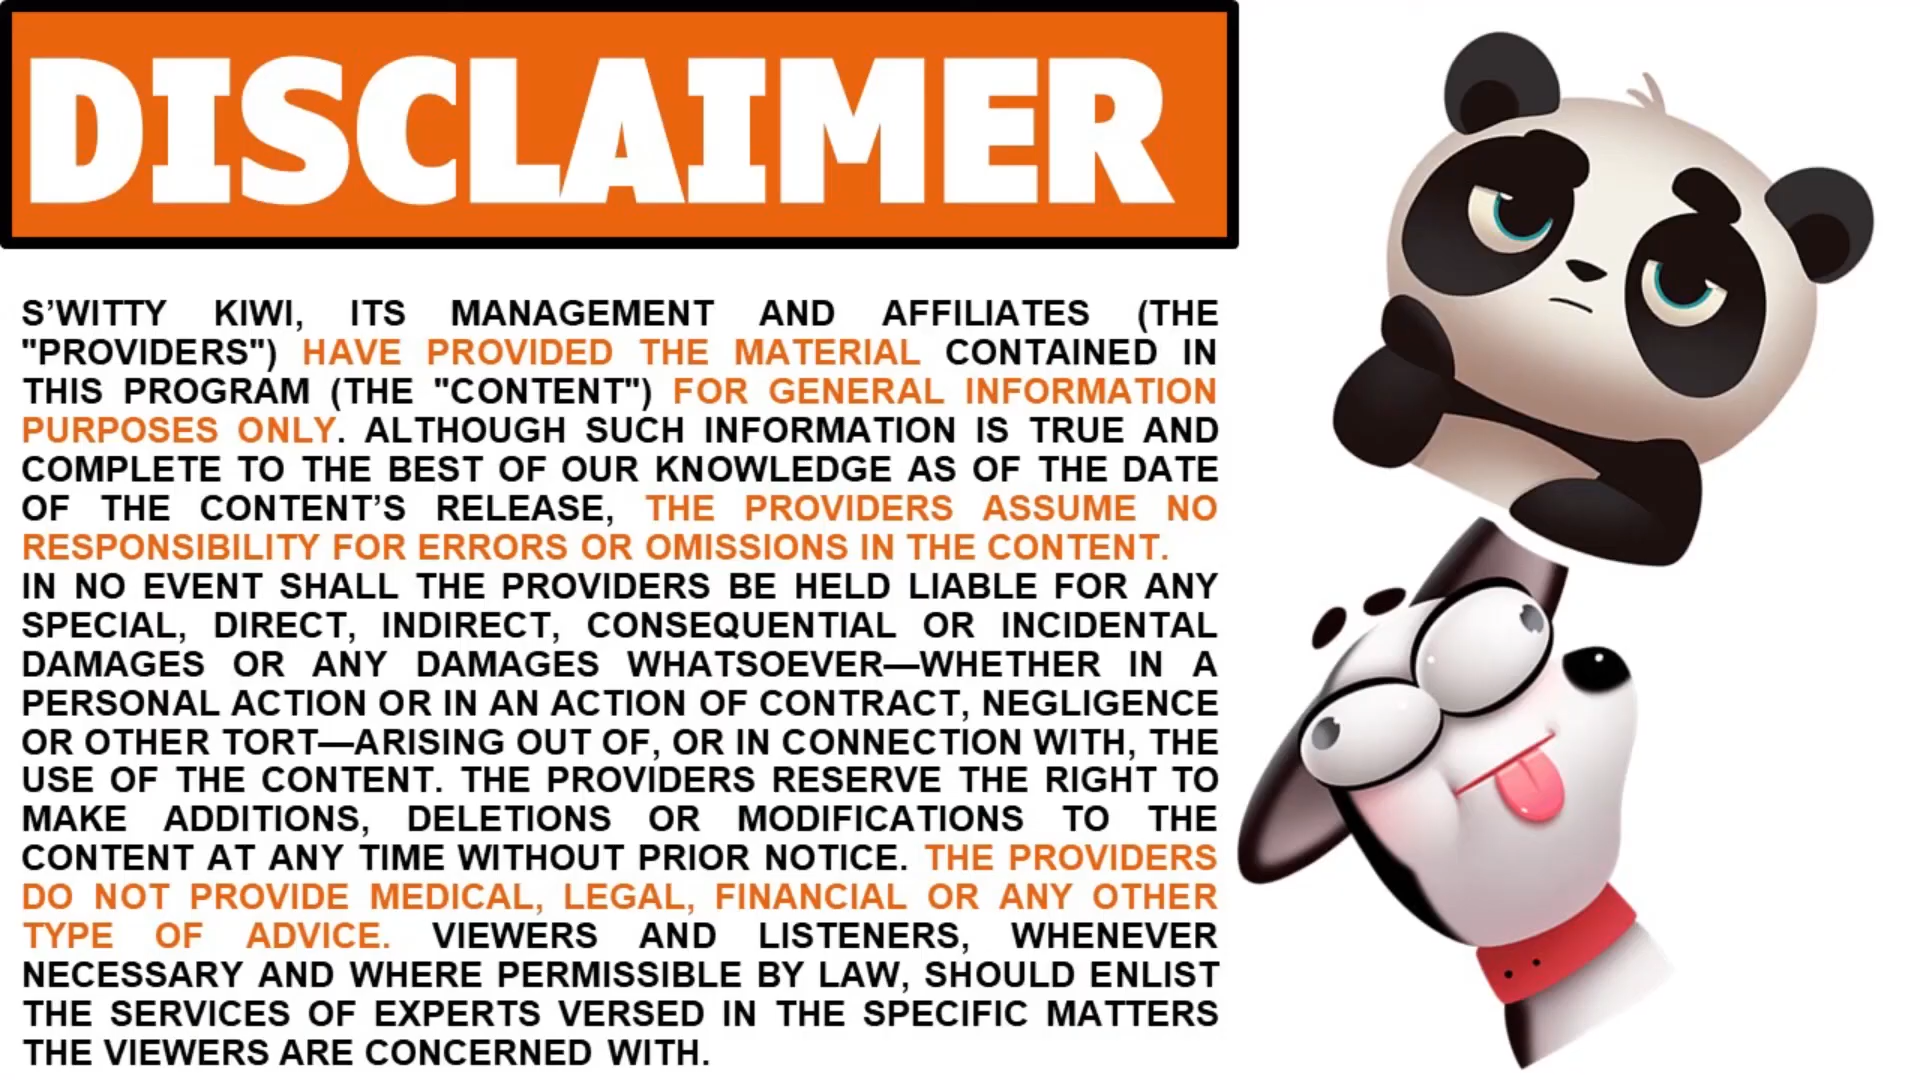 DISCLAIMER
S’WITTY KIWI, ITS MANAGEMENT AND AFFILIATES (THE
"PROVIDERS") HAVE PROVIDED THE MATERIAL CONTAINED IN
THIS PROGRAM (THE "CONTENT") FOR GENERAL INFORMATION
PURPOSES ONLY. ALTHOUGH SUCH INFORMATION IS TRUE AND
COMPLETE TO THE BEST OF OUR KNOWLEDGE AS OF THE DATE
OF THE CONTENT’S RELEASE, THE PROVIDERS ASSUME NO
RESPONSIBILITY FOR ERRORS OR OMISSIONS IN THE CONTENT.
IN NO EVENT SHALL THE PROVIDERS BE HELD LIABLE FOR ANY
SPECIAL, DIRECT, INDIRECT, CONSEQUENTIAL OR INCIDENTAL
DAMAGES OR ANY DAMAGES WHATSOEVER—WHETHER IN A
PERSONAL ACTION OR IN AN ACTION OF CONTRACT, NEGLIGENCE
OR OTHER TORT—ARISING OUT OF, OR IN CONNECTION WITH, THE
USE OF THE CONTENT. THE PROVIDERS RESERVE THE RIGHT TO
MAKE ADDITIONS, DELETIONS OR MODIFICATIONS TO THE
CONTENT AT ANY TIME WITHOUT PRIOR NOTICE. THE PROVIDERS
DO NOT PROVIDE MEDICAL, LEGAL, FINANCIAL OR ANY OTHER
TYPE OF ADVICE. VIEWERS AND LISTENERS, WHENEVER
NECESSARY AND WHERE PERMISSIBLE BY LAW, SHOULD ENLIST
THE SERVICES OF EXPERTS VERSED IN THE SPECIFIC MATTERS
THE VIEWERS ARE CONCERNED WITH.